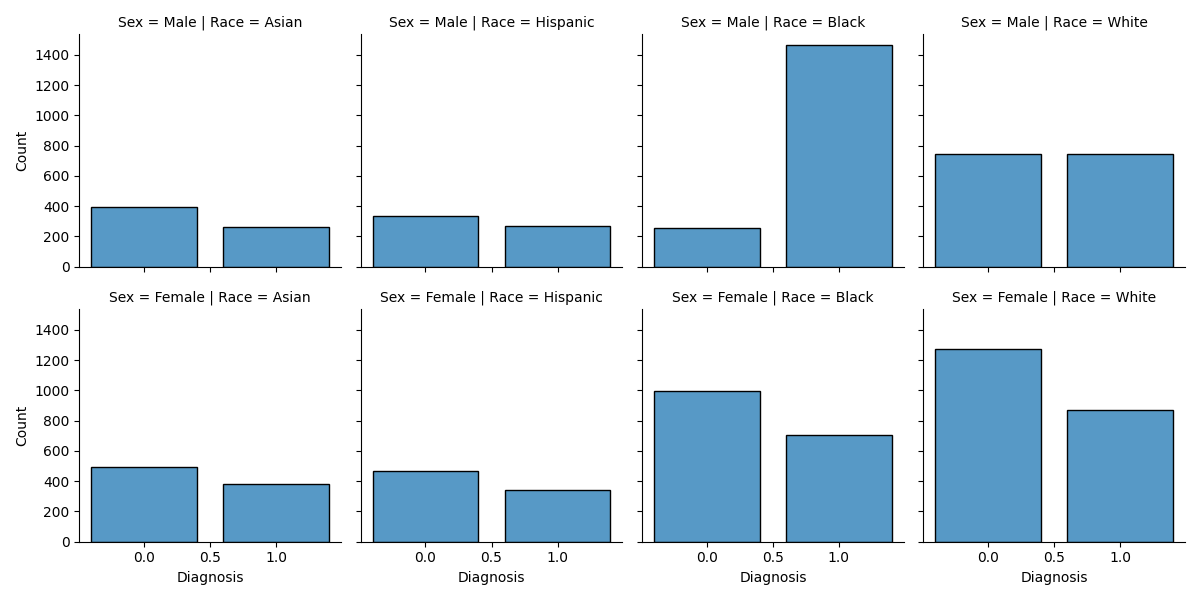 Sex = Male | Race = Asian
Sex = Male | Race = Hispanic
Sex = Male | Race = Black
Sex = Male | Race = White
1400
1200
1000
800
600
400
200
0
Count
Sex = Female | Race = Asian
Sex = Female | Race = Hispanic
Sex = Female | Race = Black
Sex = Female | Race = White
1400
1200
1000
800
600
400
200
0
Count
0.0 0.5 1.0
Diagnosis
0.0 0.5 1.0
Diagnosis
0.0 0.5 1.0
Diagnosis
0.0 0.5 1.0
Diagnosis